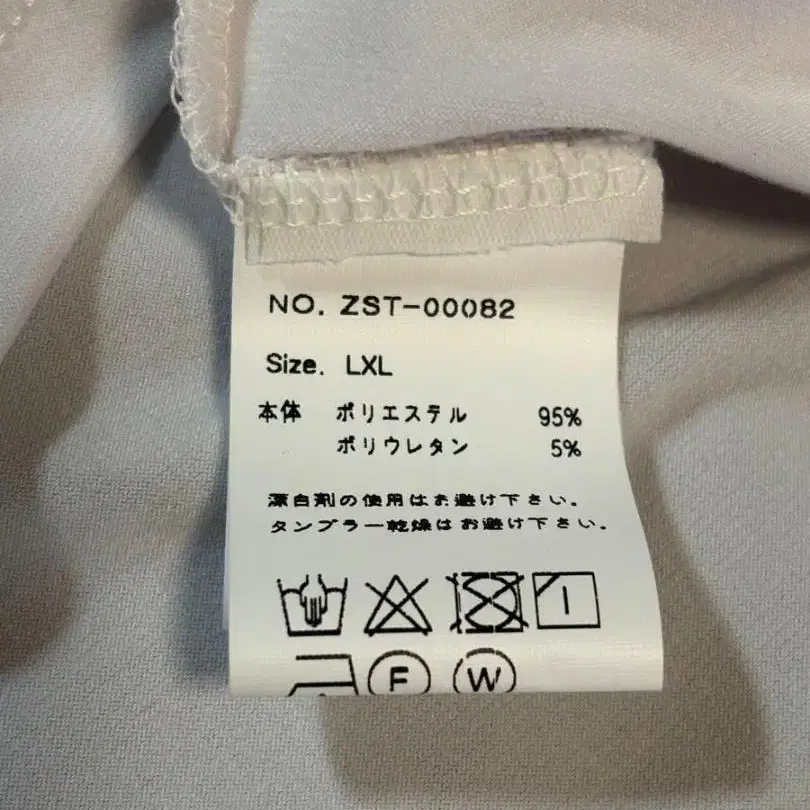 NO. ZST-00082
Size. LXL
本体 ポリエステル 95%
ポリウレタン 5%
漂白剤の使用はお避け下さい。
タンブラー乾燥はお避け下さい。
F W